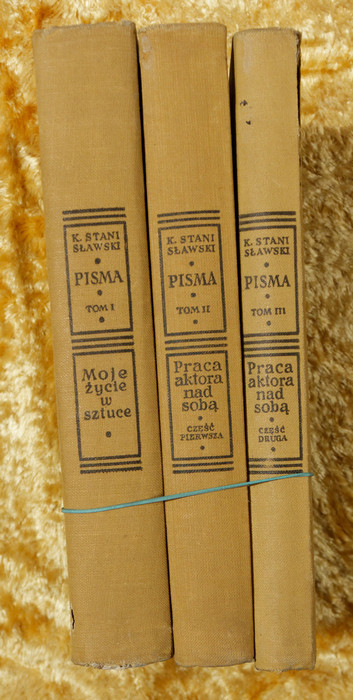 K. STANI
SŁAWSKI
PISMA
TOM I
Moje
życie
w
sztuce
K. STANI
SŁAWSKI
PISMA
TOM II
Praca
aktora
nad
sobą
CZĘŚĆ
PIERWSZA
K. STANI
SŁAWSKI
PISMA
TOM III
Praca
aktora
nad
sobą
CZĘŚĆ
DRUGA